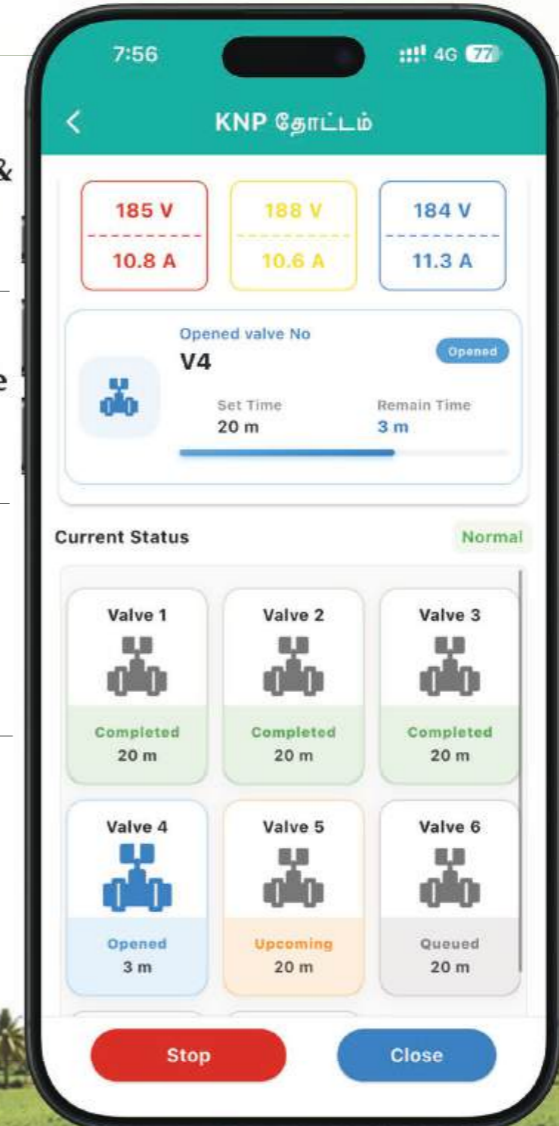 7:56 4G 77
KNP தோட்டம்
&
185 V 188 V 184 V
10.8 A 10.6 A 11.3 A
e
Opened valve No
V4 Opened
Set Time Remain Time
20 m 3 m
Current Status Normal
Valve 1 Valve 2 Valve 3
Completed Completed Completed
20 m 20 m 20 m
Valve 4 Valve 5 Valve 6
Opened Upcoming Queued
3 m 20 m 20 m
Stop Close